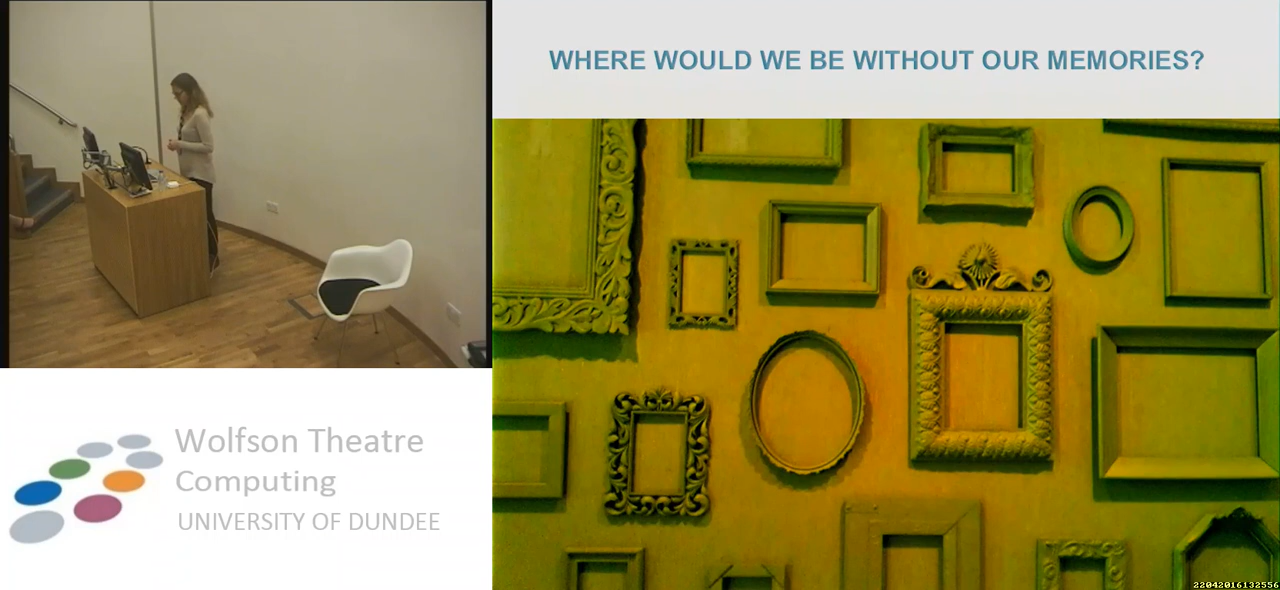 WHERE WOULD WE BE WITHOUT OUR MEMORIES?
Wolfson Theatre
Computing
UNIVERSITY OF DUNDEE
22042016132556